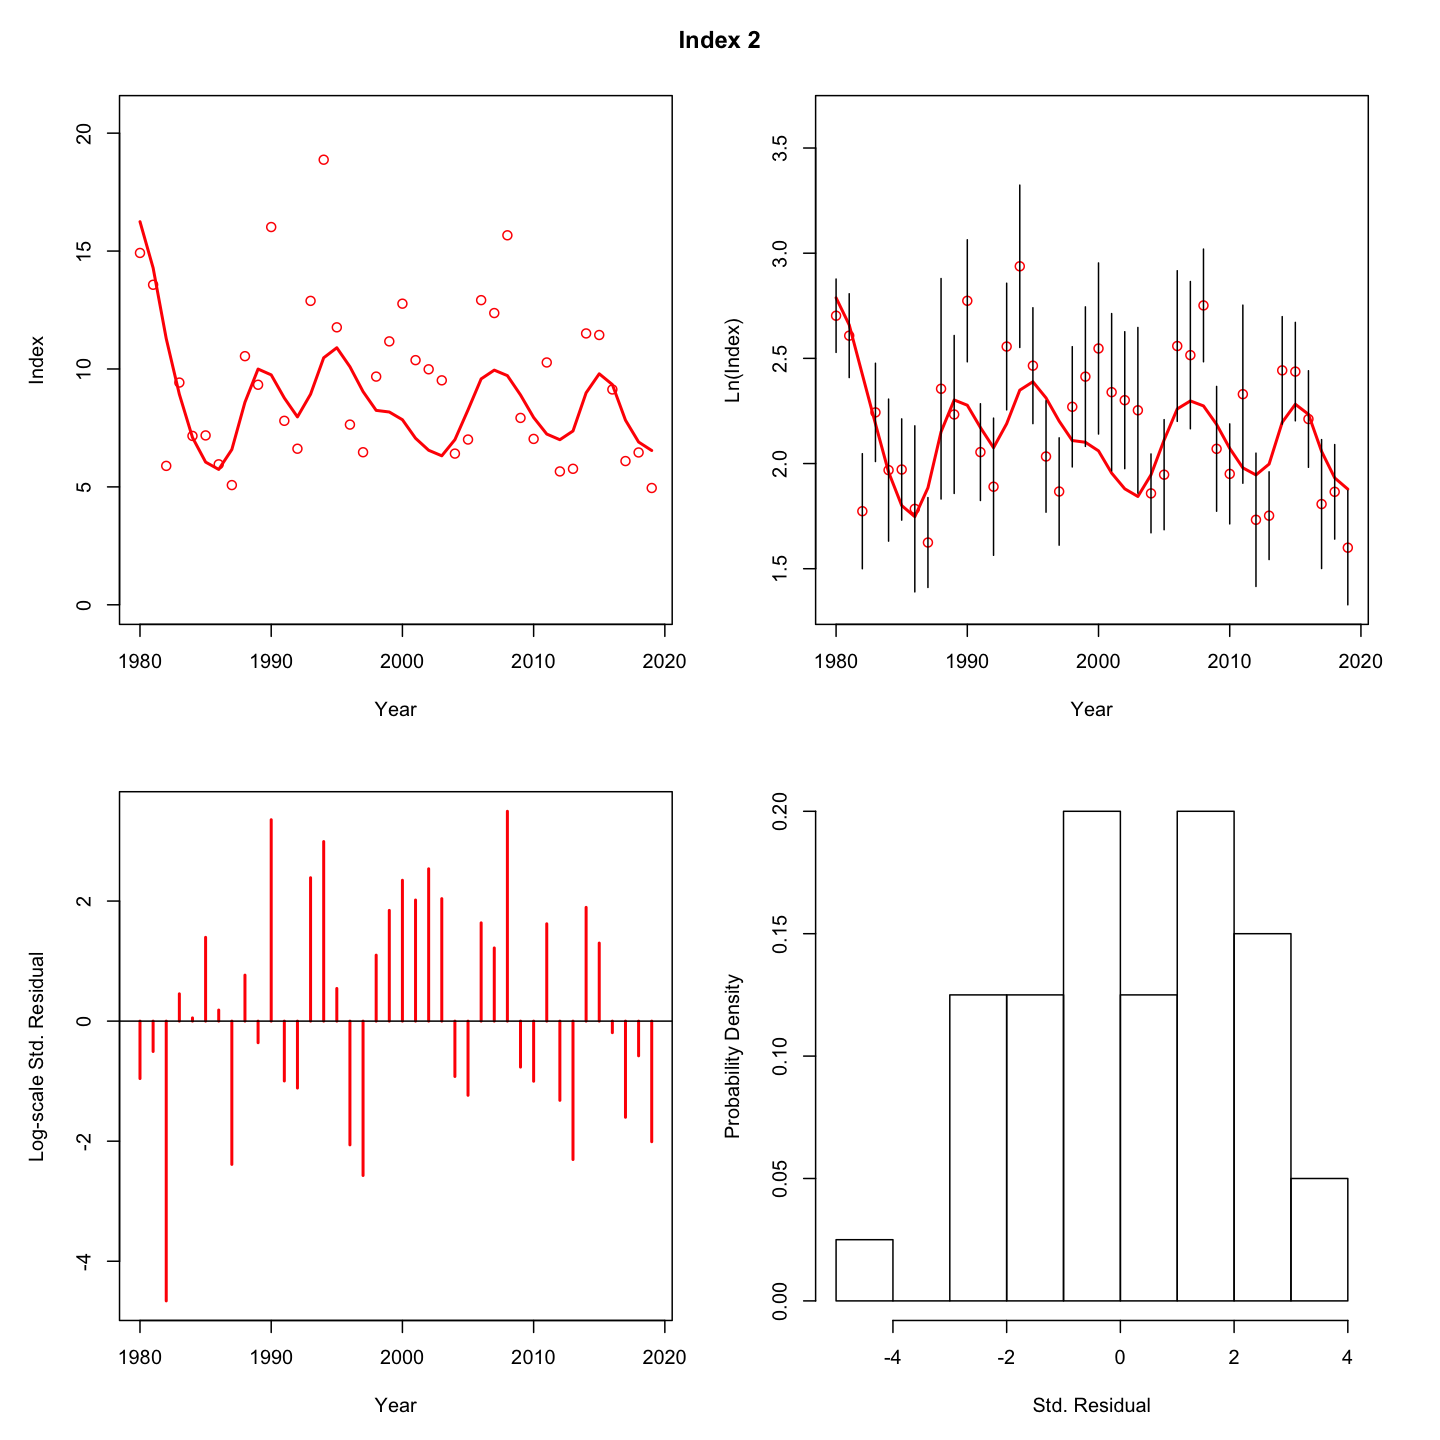 Index 2
Index
20
15
10
5
0
1980 1990 2000 2010 2020
Year
Ln(Index)
3.5
3.0
2.5
2.0
1.5
1980 1990 2000 2010 2020
Year
Log-scale Std. Residual
2
0
-2
-4
1980 1990 2000 2010 2020
Year
Probability Density
0.20
0.15
0.10
0.05
0.00
-4 -2 0 2 4
Std. Residual